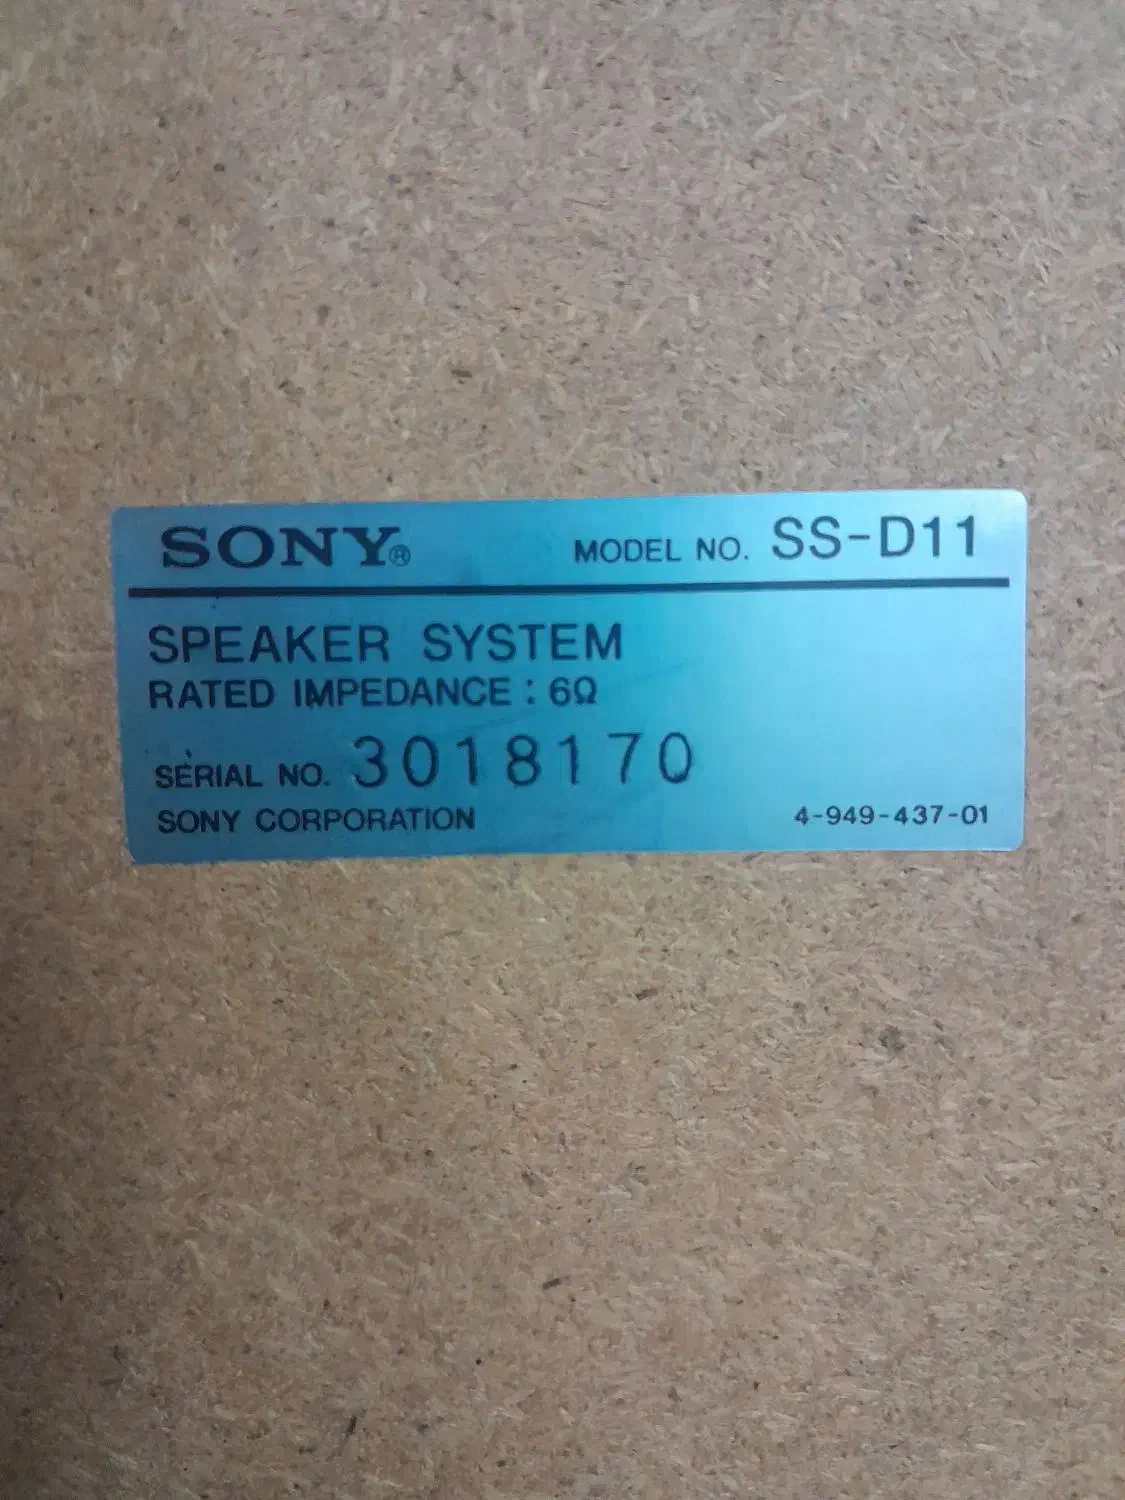 SONY® MODEL NO. SS-D11
SPEAKER SYSTEM
RATED IMPEDANCE : 6Ω
SERIAL NO. 3018170
SONY CORPORATION 4-949-437-01